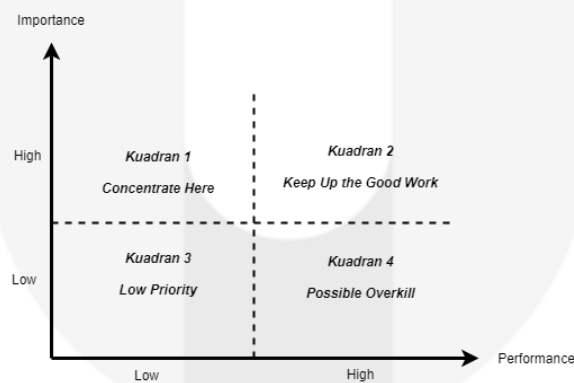 Importance
High
Kuadran 1
Concentrate Here
Kuadran 2
Keep Up the Good Work
Low
Kuadran 3
Low Priority
Kuadran 4
Possible Overkill
Performance
Low
High